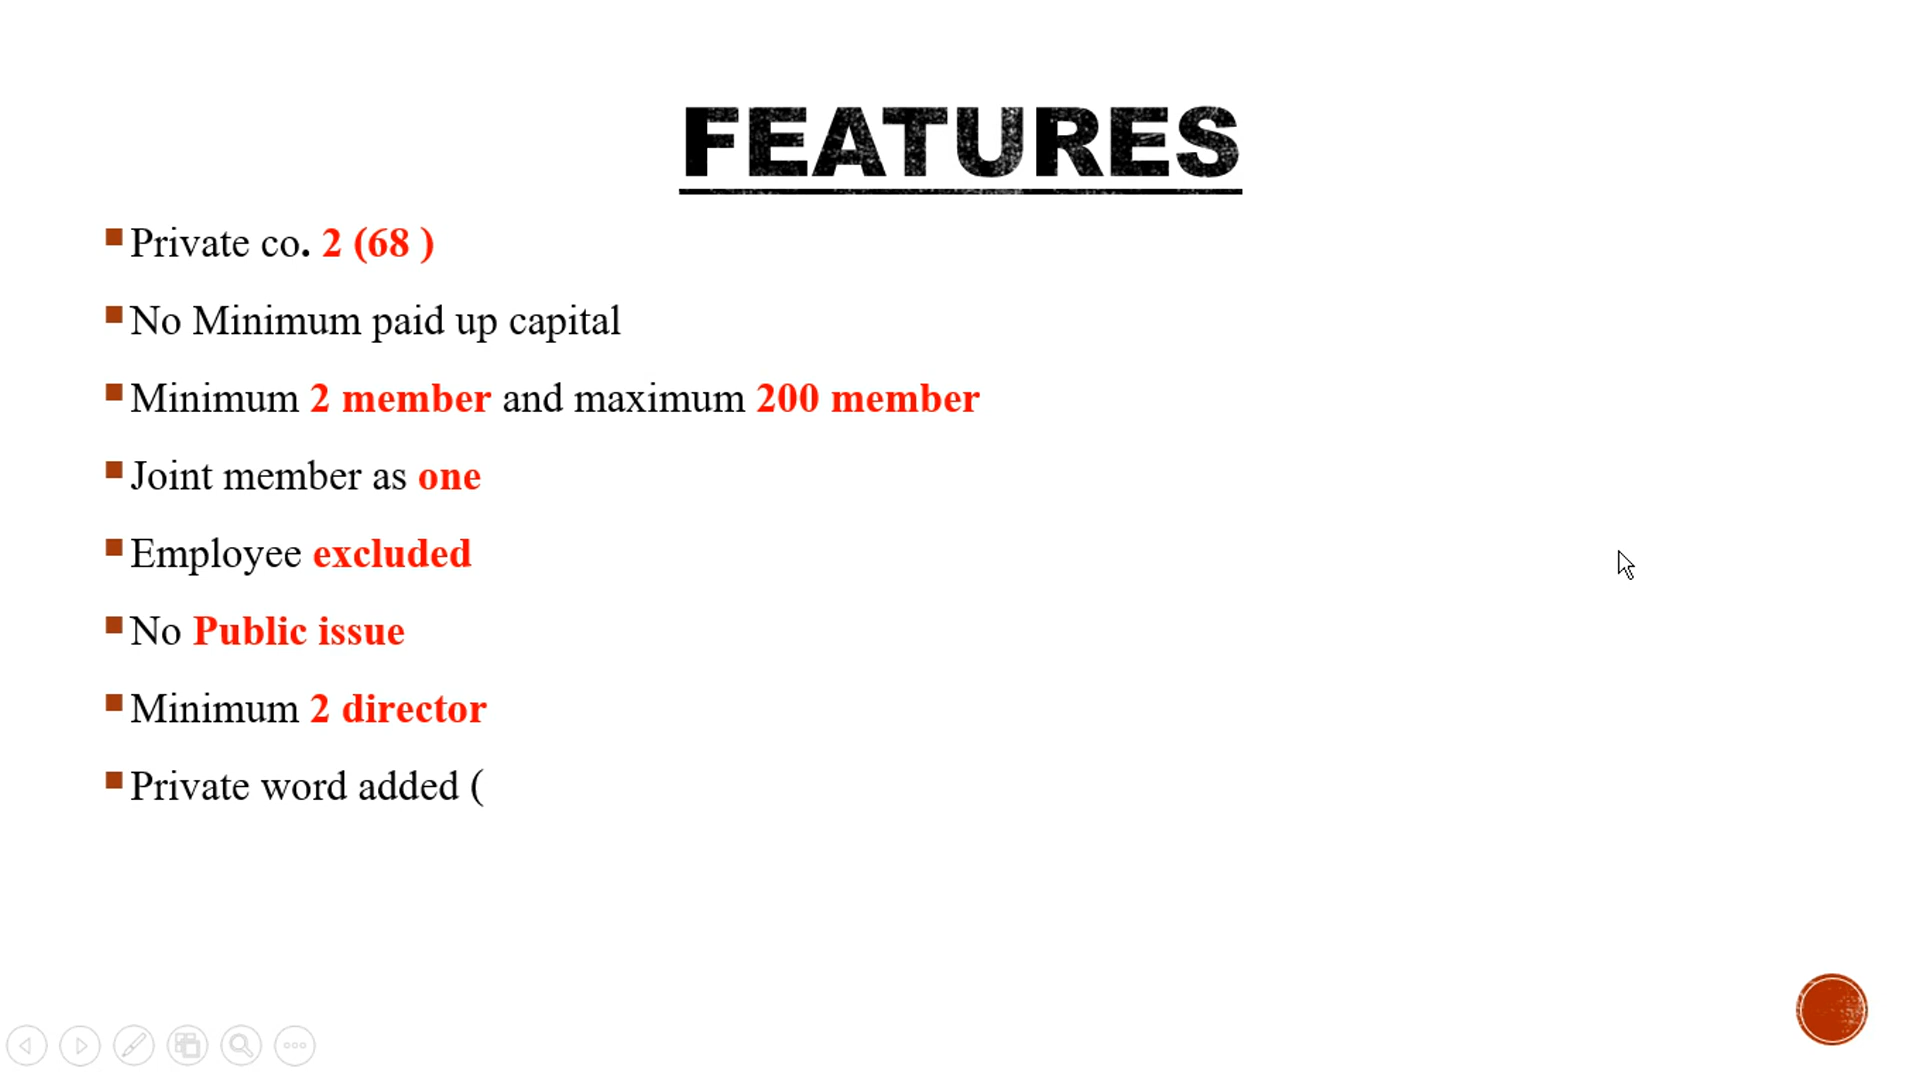 FEATURES
Private co. 2 (68 )
No Minimum paid up capital
Minimum 2 member and maximum 200 member
Joint member as one
Employee excluded
No Public issue
Minimum 2 director
Private word added (